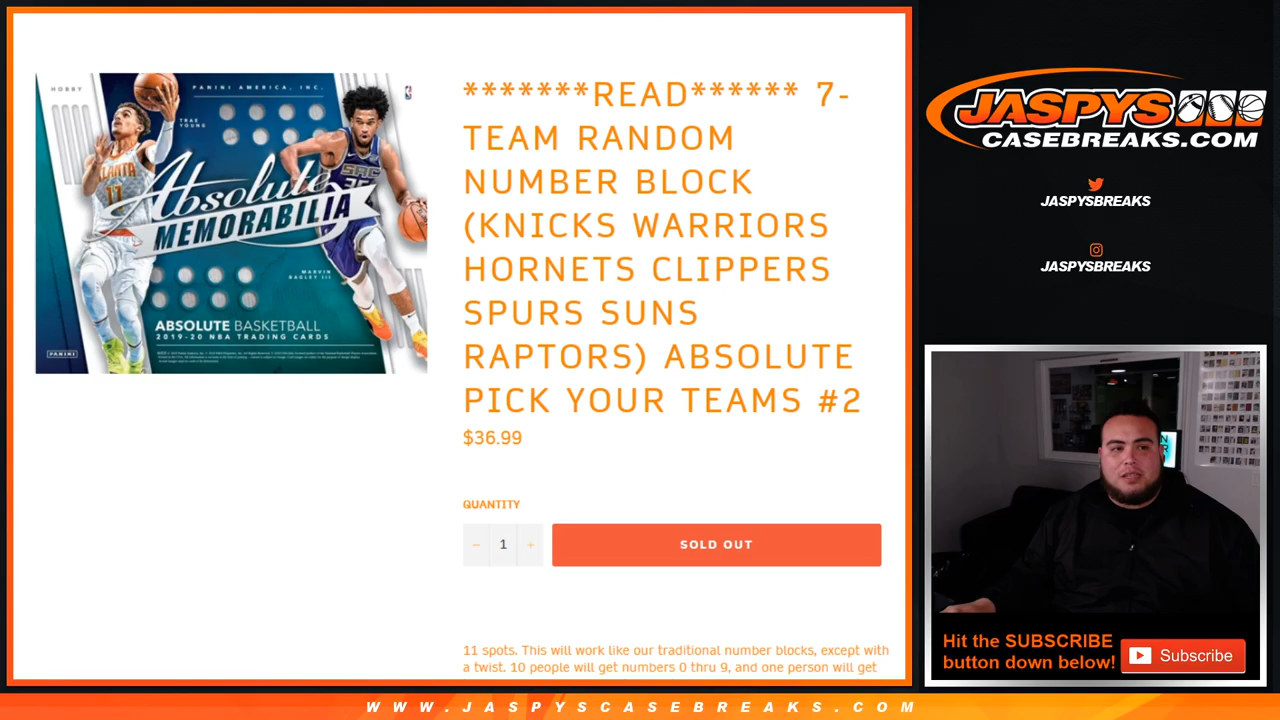 HOBBY
PANINI AMERICA, INC.
TRAE
YOUNG
ATLANTA
11
SAC
35
Absolute
MEMORABILIA
MARVIN
BAGLEY III
ABSOLUTE BASKETBALL
2019-20 NBA TRADING CARDS
PANINI
*******READ****** 7-
TEAM RANDOM
NUMBER BLOCK
(KNICKS WARRIORS
HORNETS CLIPPERS
SPURS SUNS
RAPTORS) ABSOLUTE
PICK YOUR TEAMS #2
$36.99
QUANTITY
− 1 +
SOLD OUT
11 spots. This will work like our traditional number blocks, except with
a twist. 10 people will get numbers 0 thru 9, and one person will get
JASPYS
CASEBREAKS.COM
JASPYSBREAKS
JASPYSBREAKS
Hit the SUBSCRIBE
button down below!
Subscribe
WWW.JASPYSCASEBREAKS.COM